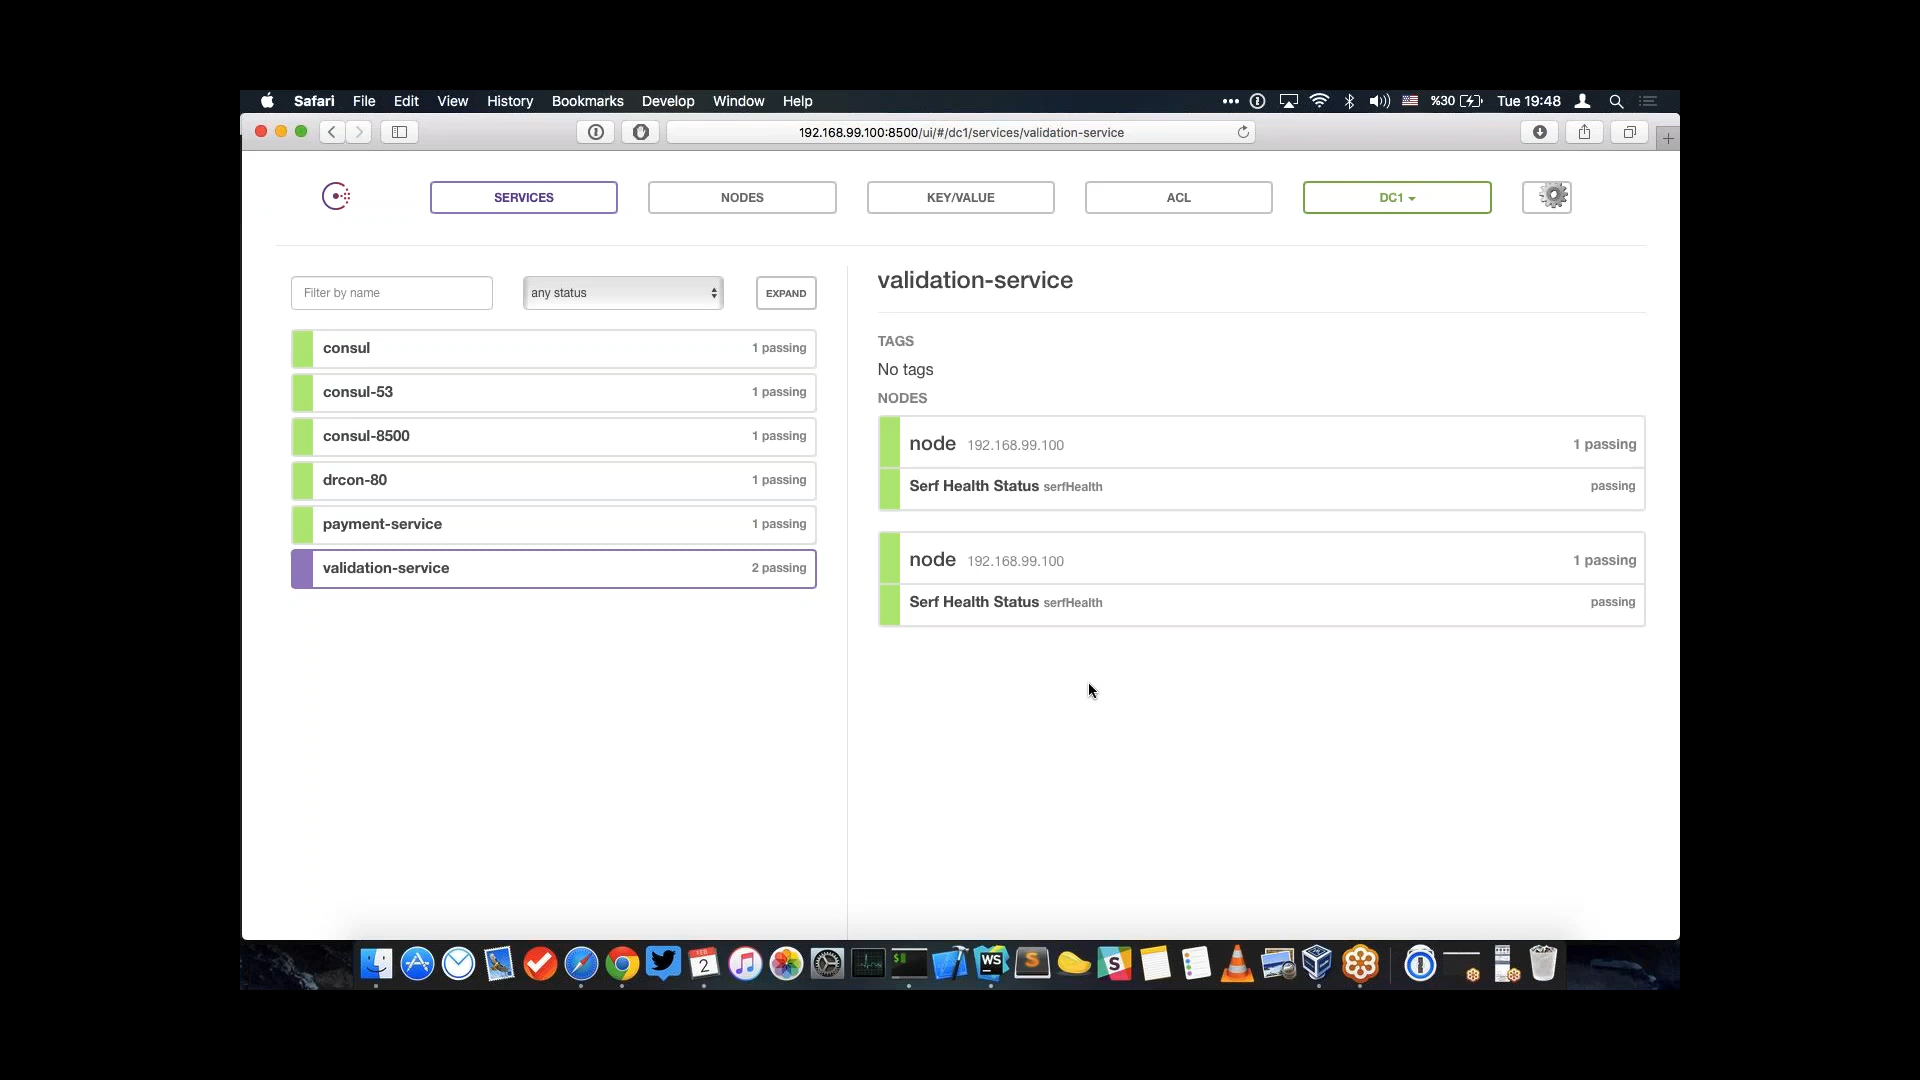 Safari File Edit View History Bookmarks Develop Window Help %30 Tue 19:48
192.168.99.100:8500/ui/#/dc1/services/validation-service
SERVICES NODES KEY/VALUE ACL DC1
Filter by name any status EXPAND
consul 1 passing
consul-53 1 passing
consul-8500 1 passing
drcon-80 1 passing
payment-service 1 passing
validation-service 2 passing
validation-service
TAGS
No tags
NODES
node 192.168.99.100 1 passing
Serf Health Status serfHealth passing
node 192.168.99.100 1 passing
Serf Health Status serfHealth passing
FEB
2
$
WS
S
S